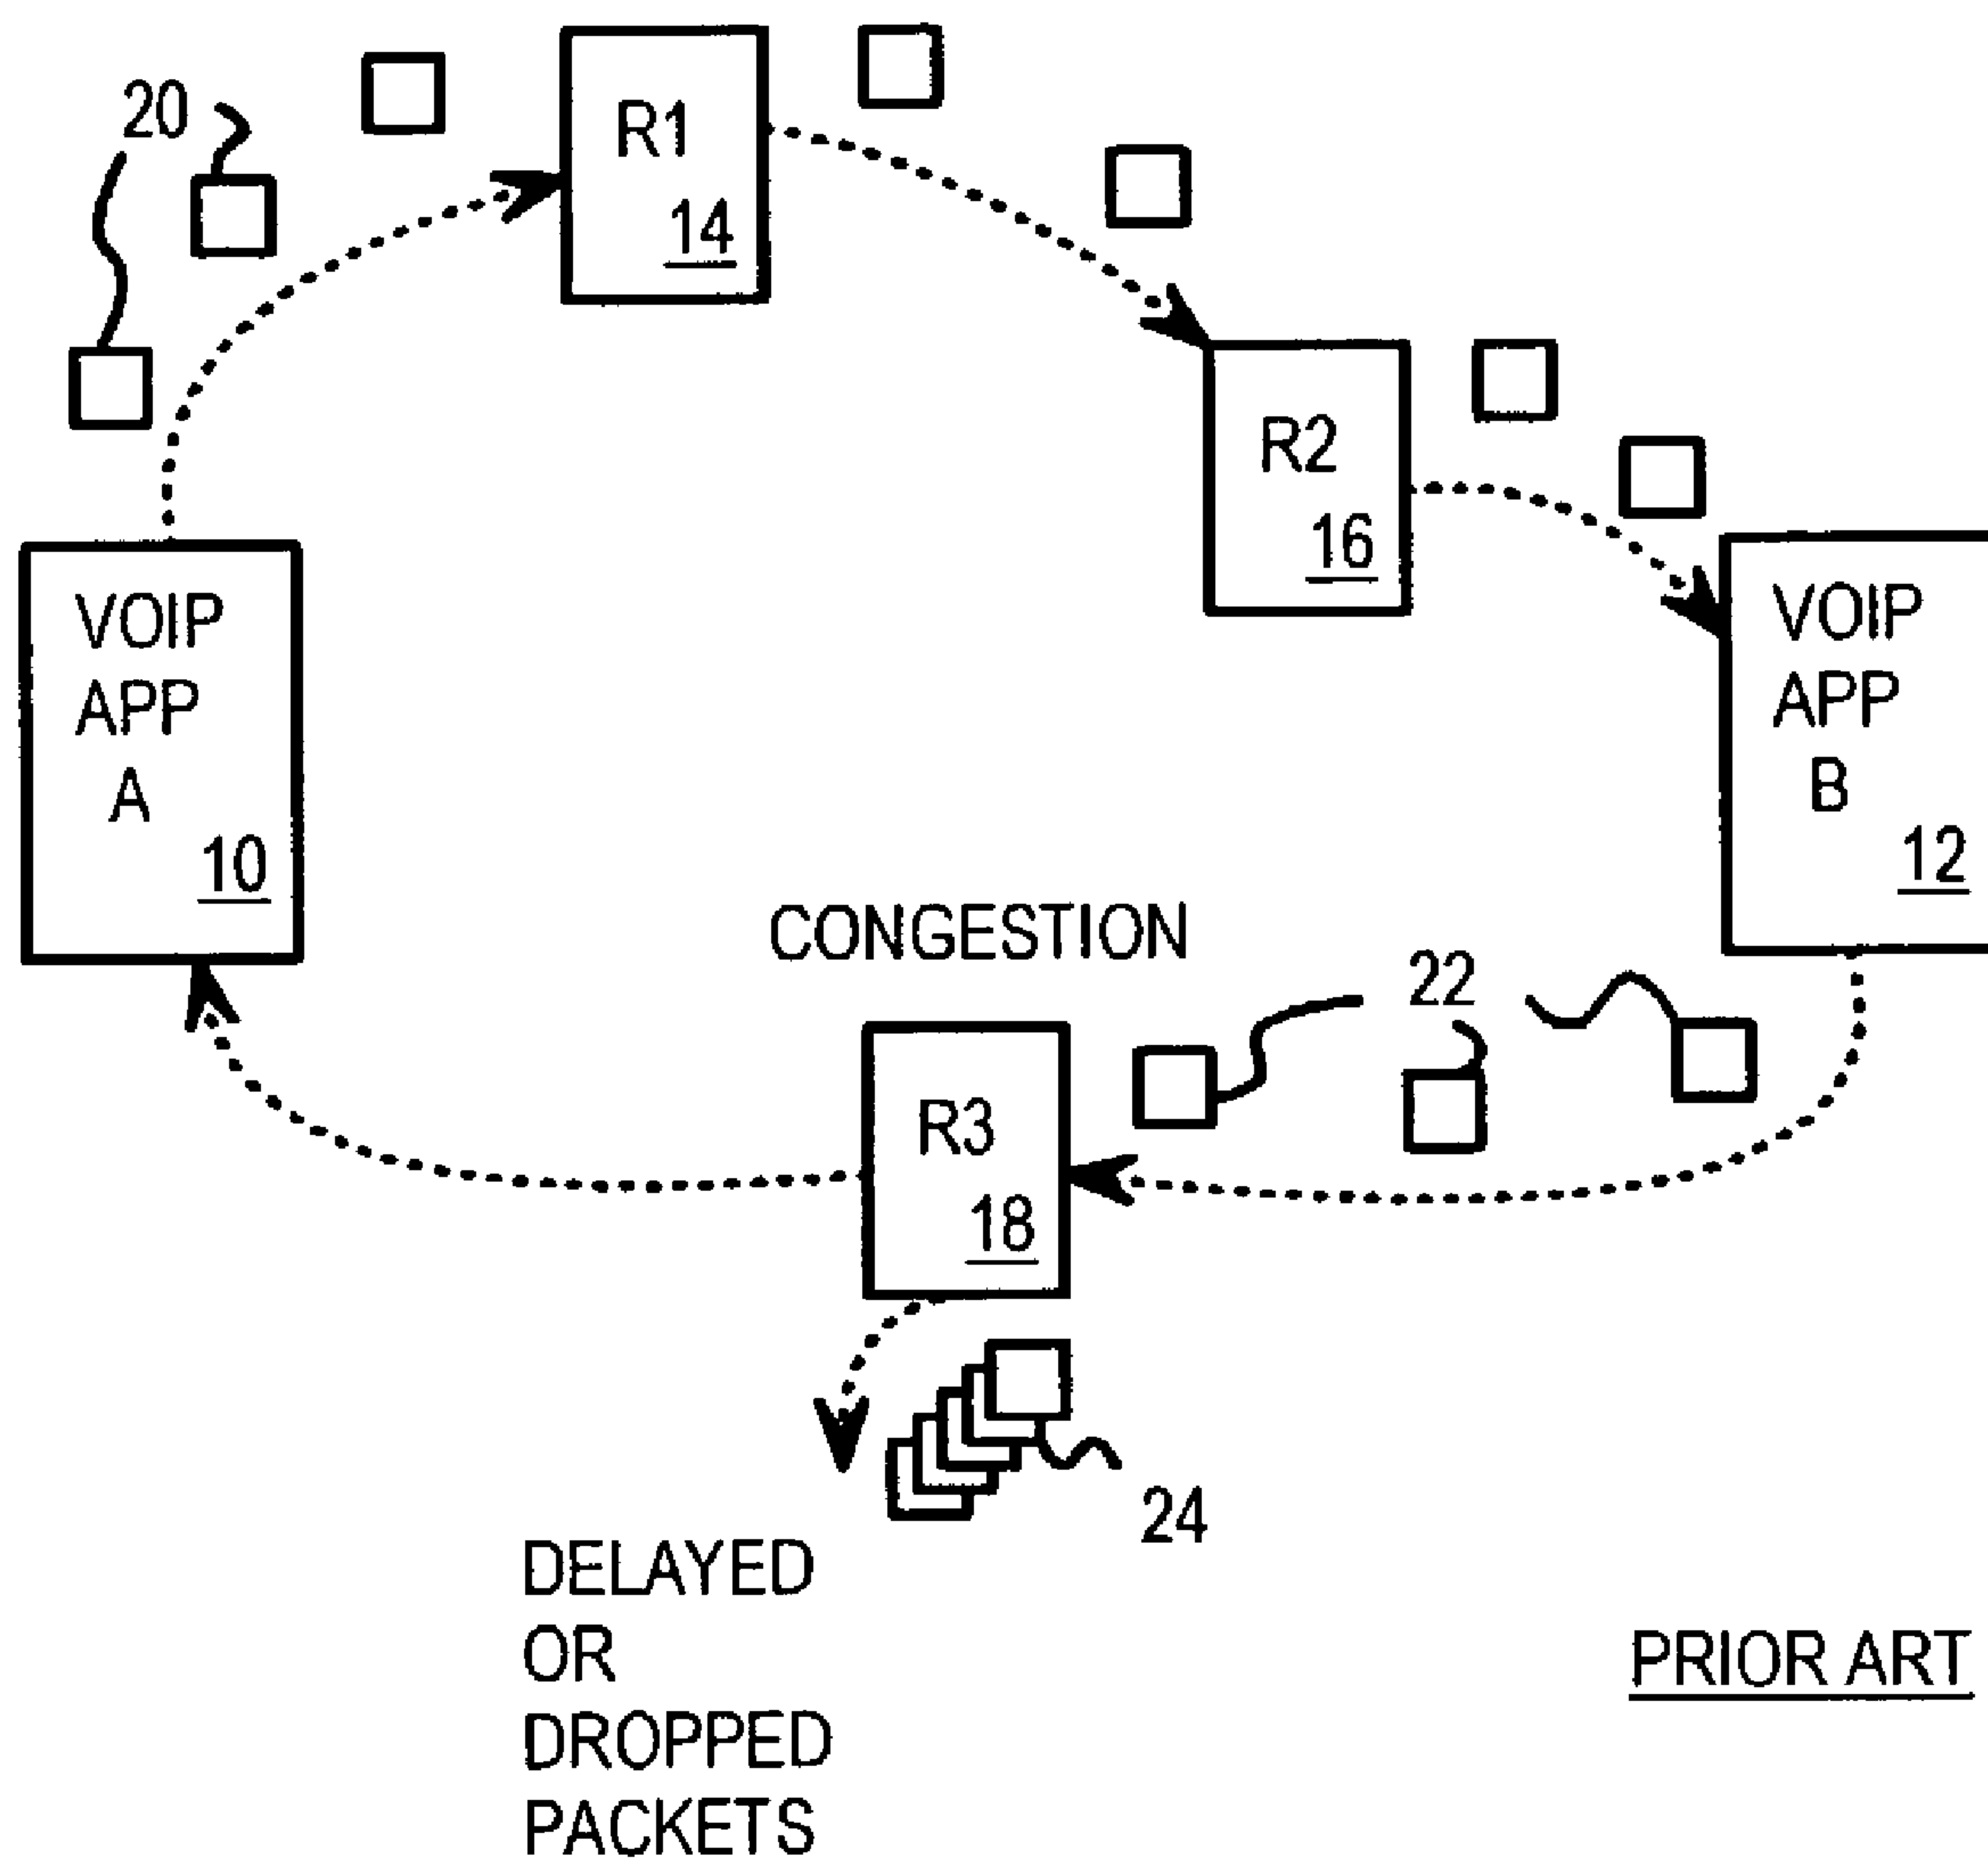 20
R1
14
R2
16
VOIP
APP
A
10
VOIP
APP
B
12
CONGESTION
22
R3
18
24
DELAYED
OR
DROPPED
PACKETS
PRIOR ART